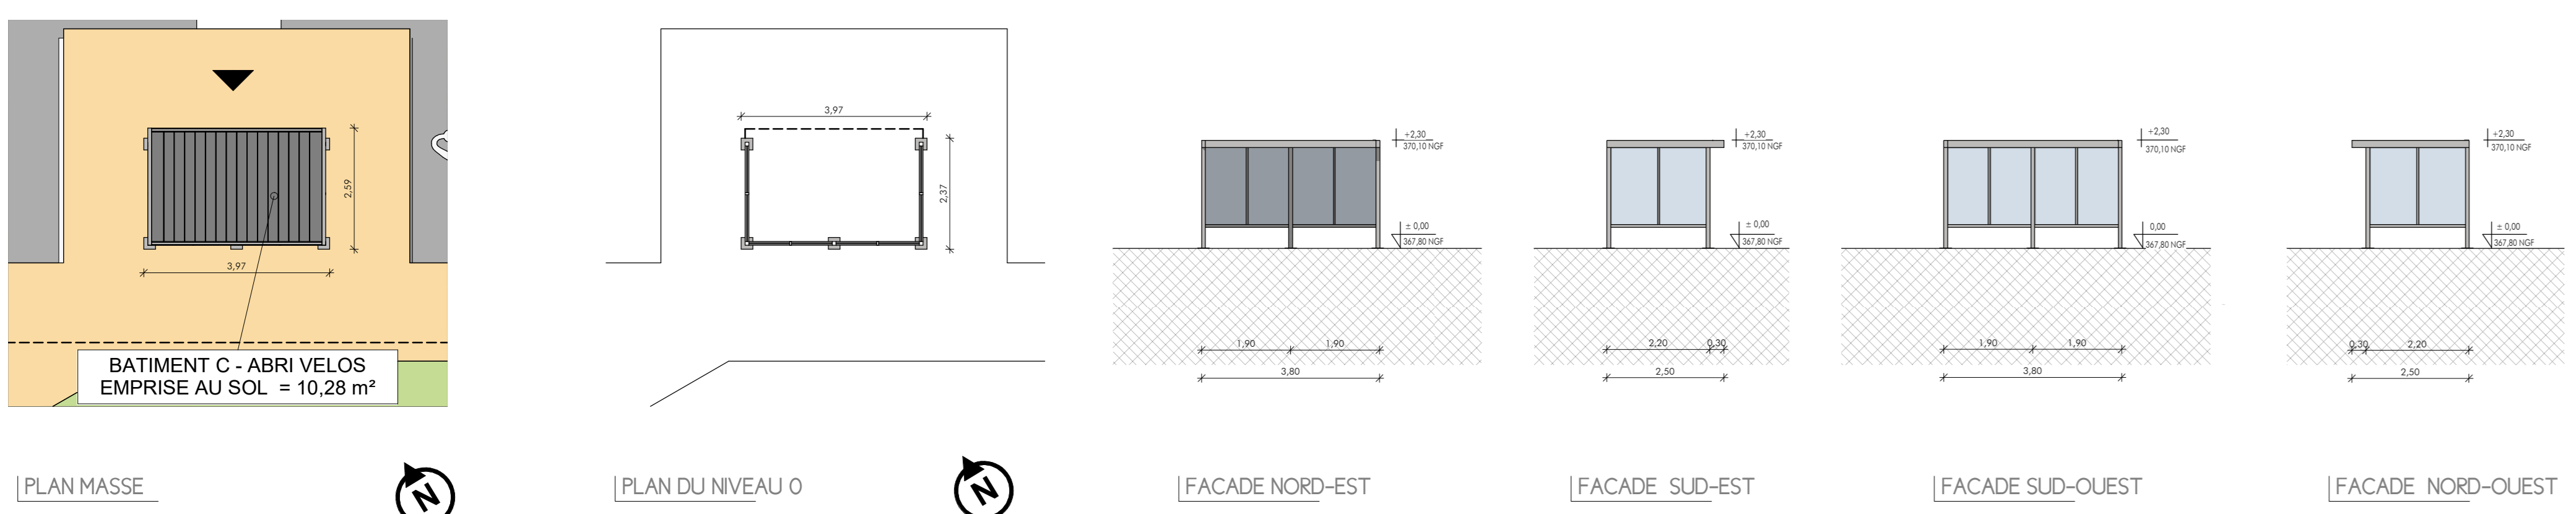 2,59
3,97
BATIMENT C - ABRI VELOS
EMPRISE AU SOL = 10,28 m²
PLAN MASSE
N
3,97
2,37
PLAN DU NIVEAU 0
N
+2,30
370,10 NGF
± 0,00
367,80 NGF
1,90
1,90
3,80
FACADE NORD-EST
+2,30
370,10 NGF
± 0,00
367,80 NGF
2,20
0,30
2,50
FACADE SUD-EST
+2,30
370,10 NGF
0,00
367,80 NGF
1,90
1,90
3,80
FACADE SUD-OUEST
+2,30
370,10 NGF
± 0,00
367,80 NGF
0,30
2,20
2,50
FACADE NORD-OUEST